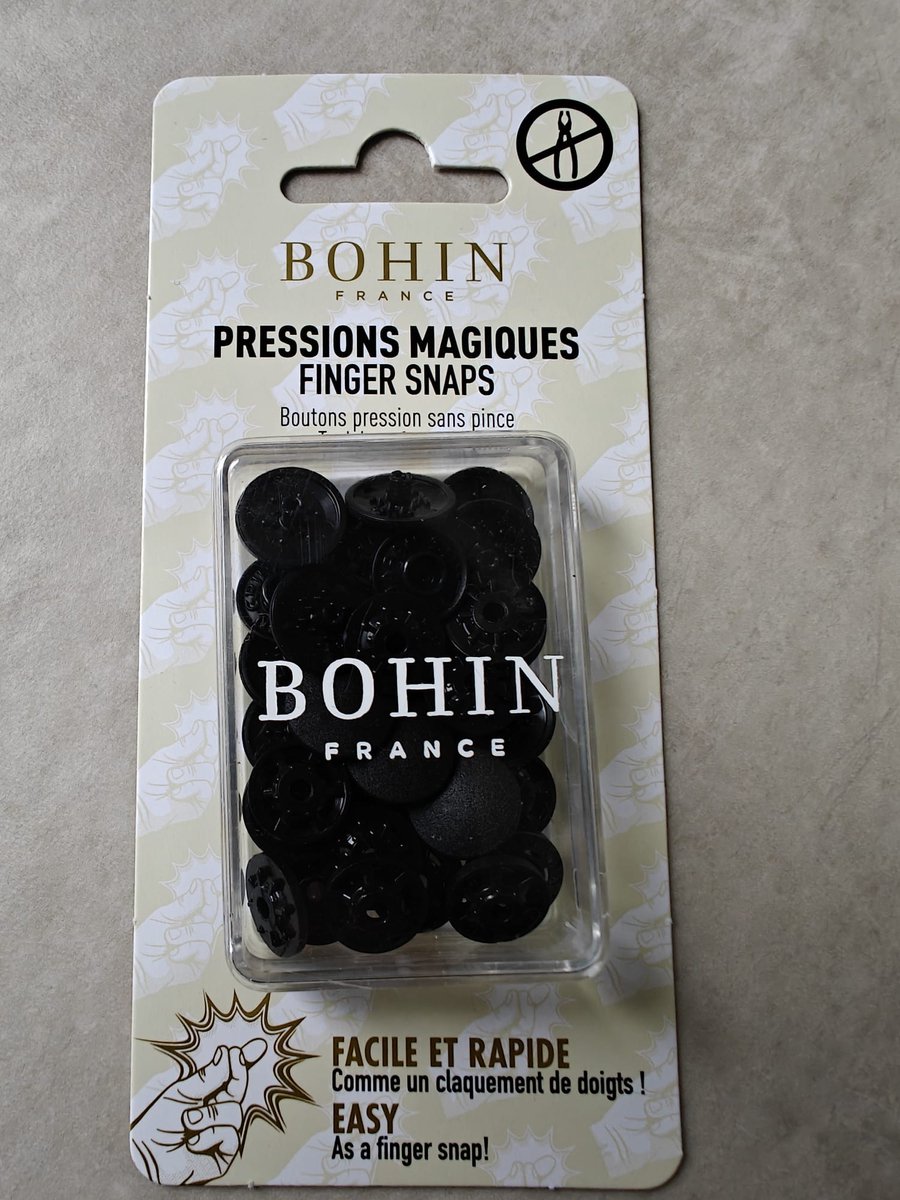 BOHIN
FRANCE
PRESSIONS MAGIQUES
FINGER SNAPS
Boutons pression sans pince
BOHIN
FRANCE
FACILE ET RAPIDE
Comme un claquement de doigts !
EASY
As a finger snap!